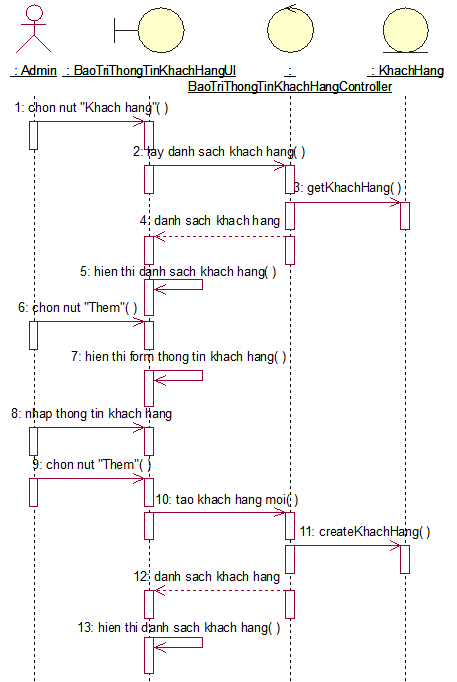 : Admin : BaoTriThongTinKhachHangUI : : KhachHang
BaoTriThongTinKhachHangController
1: chon nut "Khach hang"( )
2: lay danh sach khach hang( )
3: getKhachHang( )
4: danh sach khach hang
5: hien thi danh sach khach hang( )
6: chon nut "Them"( )
7: hien thi form thong tin khach hang( )
8: nhap thong tin khach hang
9: chon nut "Them"( )
10: tao khach hang moi( )
11: createKhachHang( )
12: danh sach khach hang
13: hien thi danh sach khach hang( )